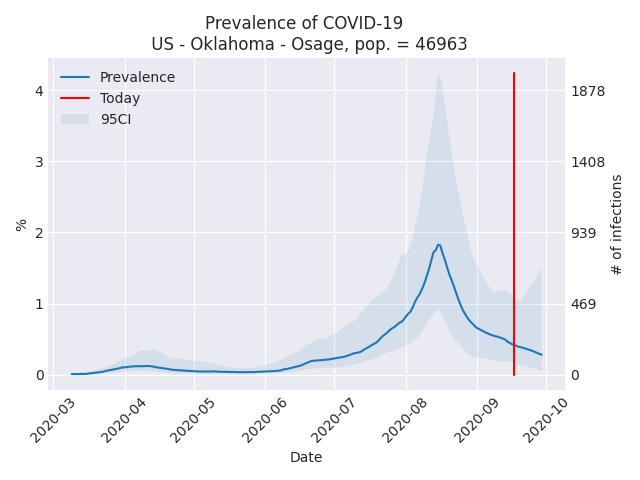 Prevalence of COVID-19
US - Oklahoma - Osage, pop. = 46963
Prevalence
Today
95CI
%
4
3
2
1
0
1878
1408
939
469
0
# of infections
2020-03
2020-04
2020-05
2020-06
2020-07
2020-08
2020-09
2020-10
Date